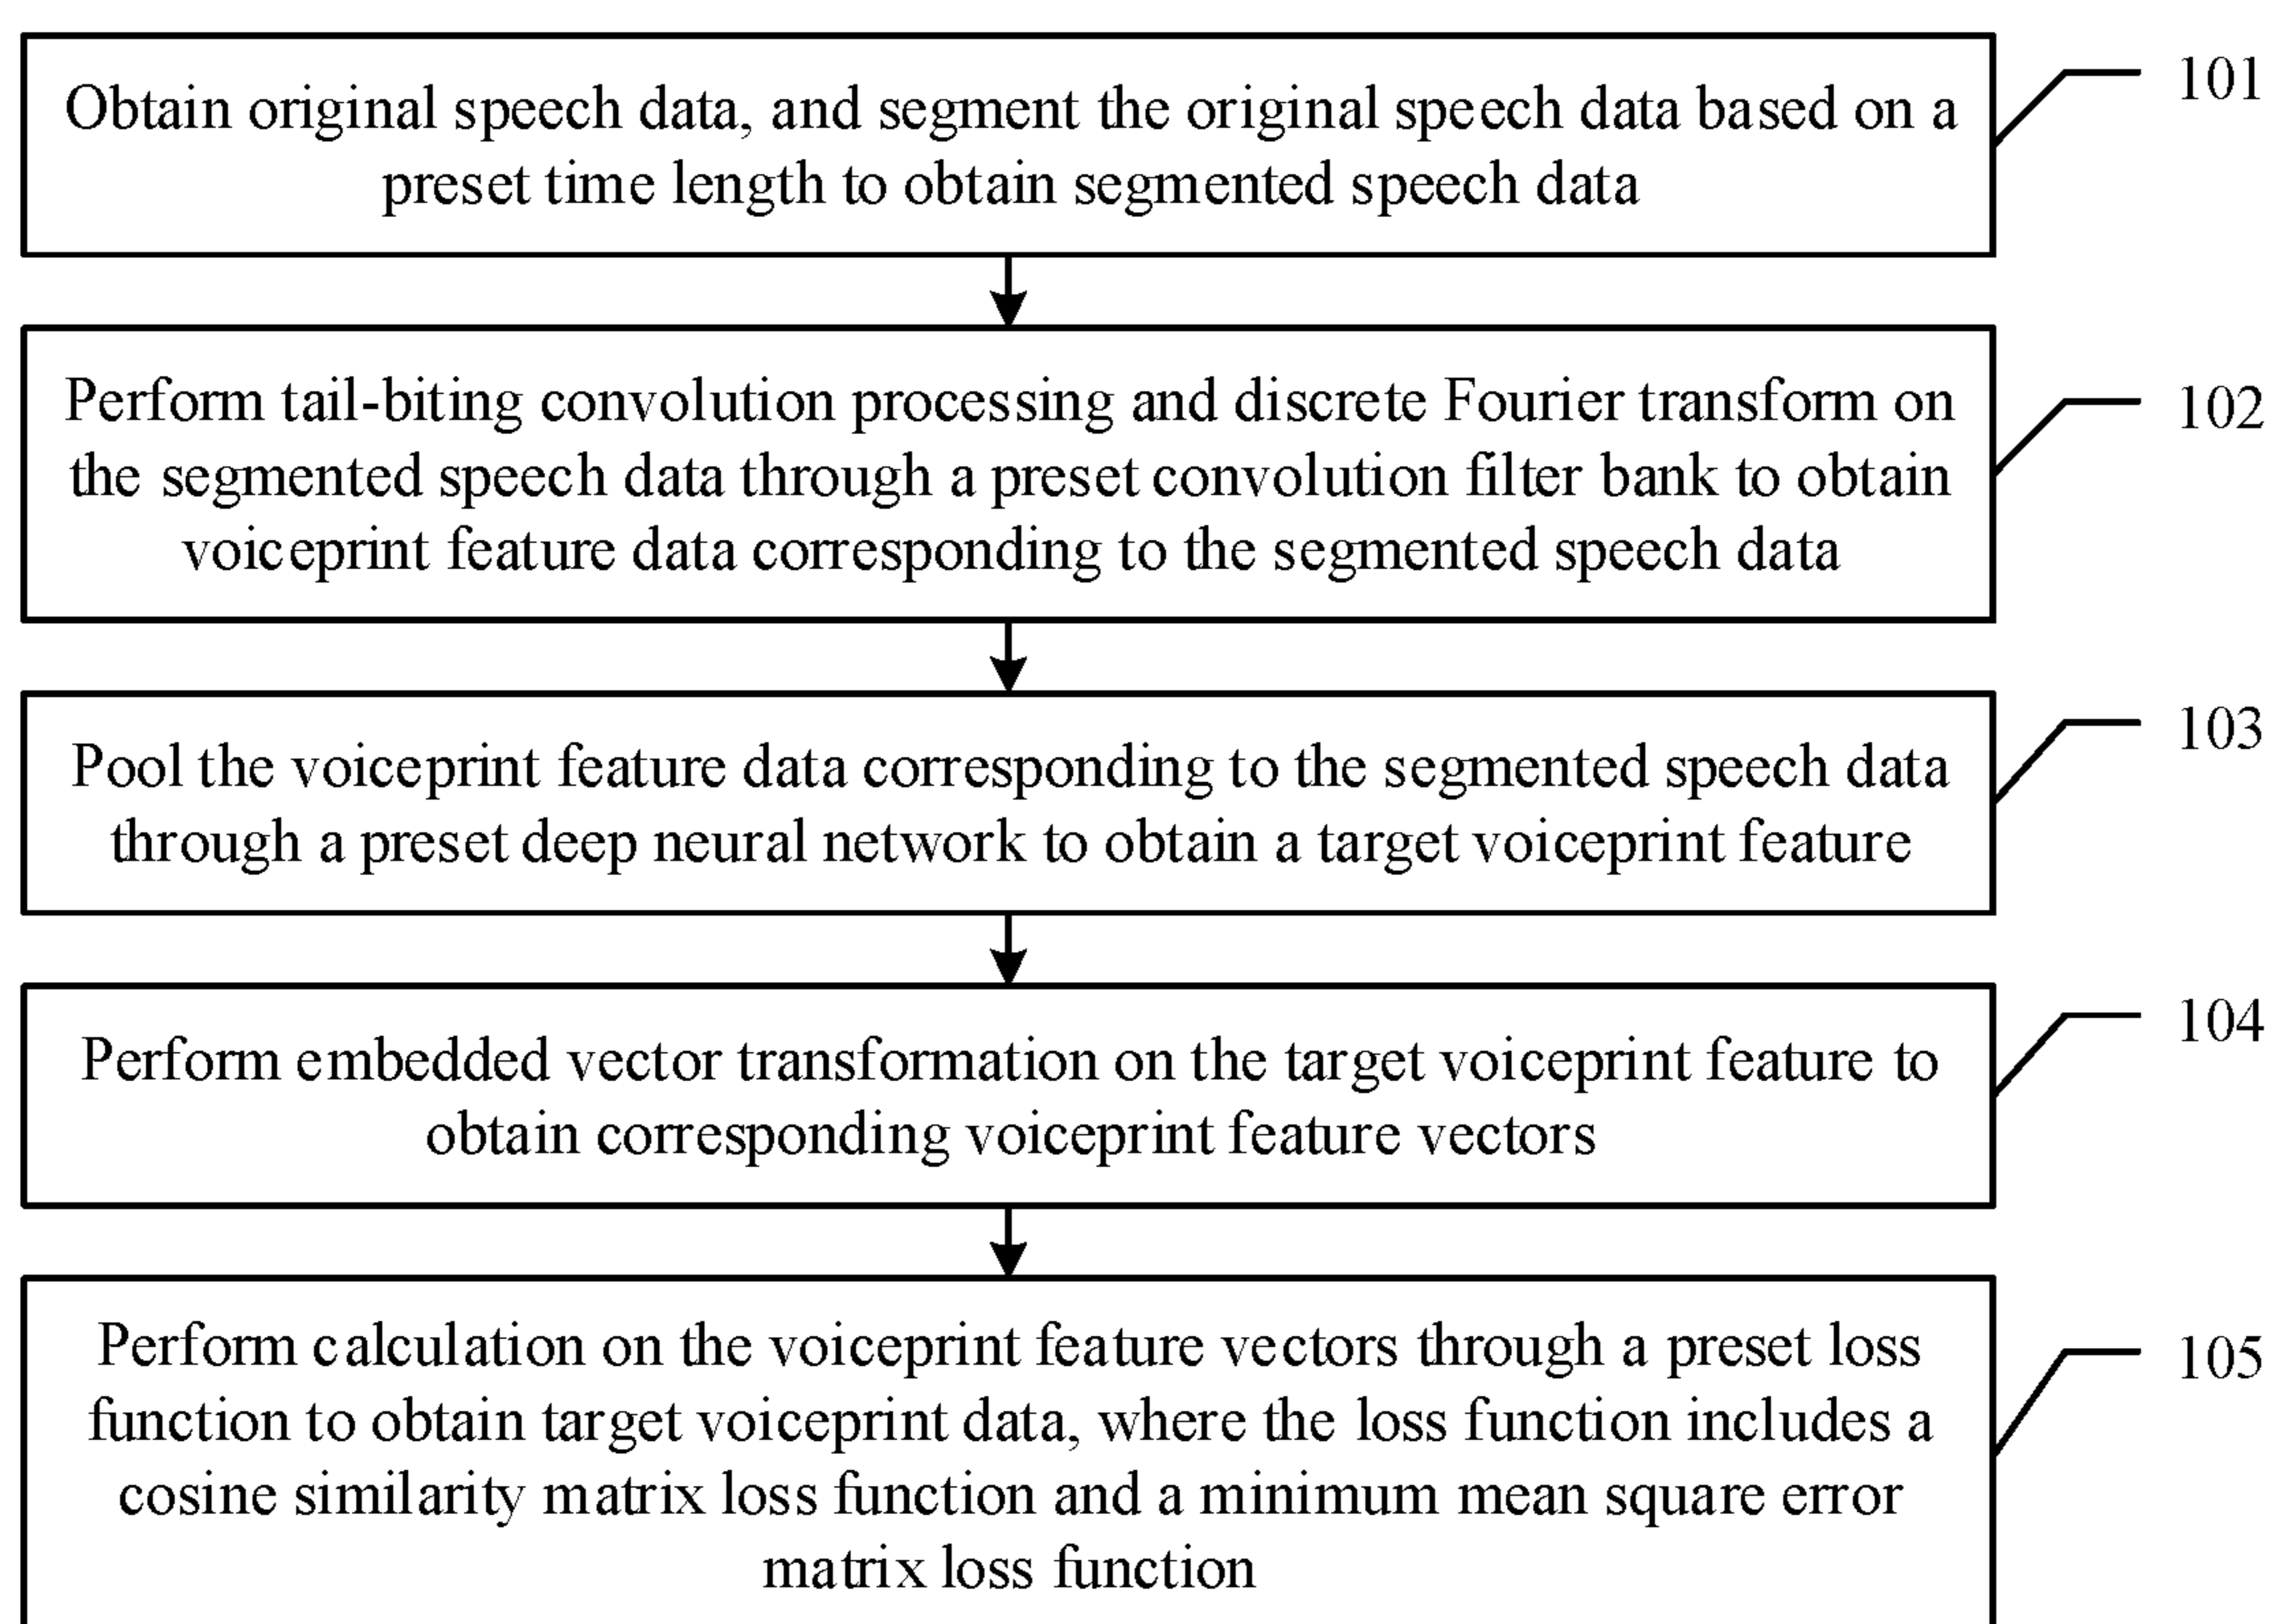 Obtain original speech data, and segment the original speech data based on a
preset time length to obtain segmented speech data
101
Perform tail-biting convolution processing and discrete Fourier transform on
the segmented speech data through a preset convolution filter bank to obtain
voiceprint feature data corresponding to the segmented speech data
102
Pool the voiceprint feature data corresponding to the segmented speech data
through a preset deep neural network to obtain a target voiceprint feature
103
Perform embedded vector transformation on the target voiceprint feature to
obtain corresponding voiceprint feature vectors
104
Perform calculation on the voiceprint feature vectors through a preset loss
function to obtain target voiceprint data, where the loss function includes a
cosine similarity matrix loss function and a minimum mean square error
matrix loss function
105